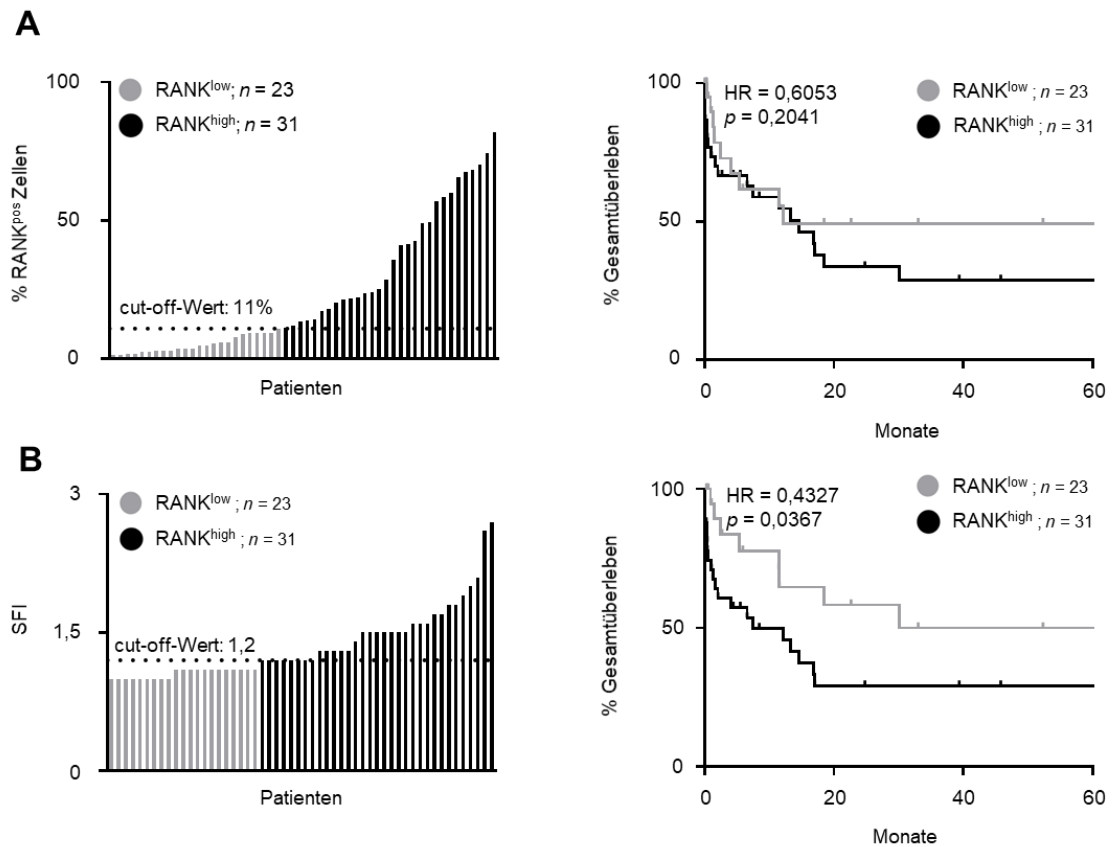 A
% RANKpos Zellen
100
50
0
RANKlow; n = 23
RANKhigh; n = 31
cut-off-Wert: 11%
Patienten
% Gesamtüberleben
100
50
0
HR = 0,6053
p = 0,2041
RANKlow ; n = 23
RANKhigh ; n = 31
0 20 40 60
Monate
B
SFI
3
1,5
0
RANKlow ; n = 23
RANKhigh ; n = 31
cut-off-Wert: 1,2
Patienten
% Gesamtüberleben
100
50
0
HR = 0,4327
p = 0,0367
RANKlow ; n = 23
RANKhigh ; n = 31
0 20 40 60
Monate